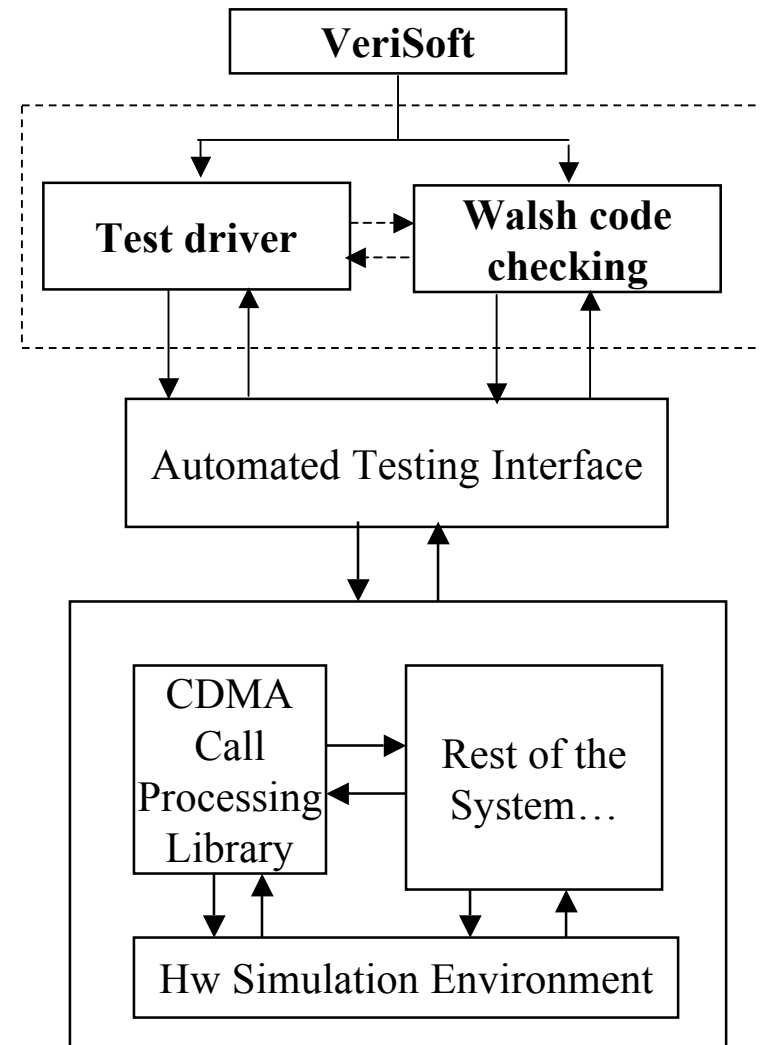 VeriSoft
Test driver
Walsh code
checking
Automated Testing Interface
CDMA
Call
Processing
Library
Rest of the
System…
Hw Simulation Environment